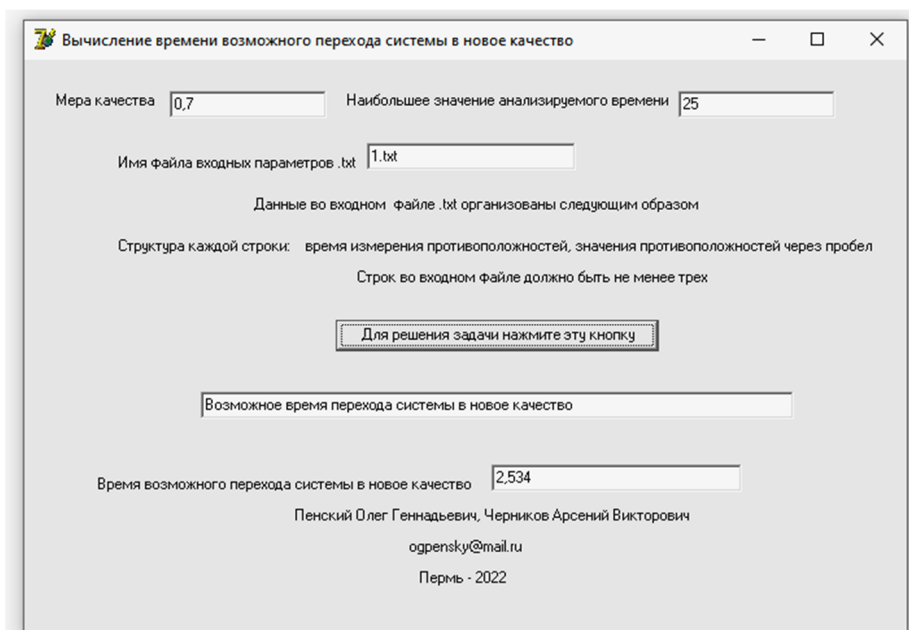 Вычисление времени возможного перехода системы в новое качество
Мера качества 0,7 Наибольшее значение анализируемого времени 25
Имя файла входных параметров .txt 1.txt
Данные во входном файле .txt организованы следующим образом
Структура каждой строки: время измерения противоположностей, значения противоположностей через пробел
Строк во входном файле должно быть не менее трех
Для решения задачи нажмите эту кнопку
Возможное время перехода системы в новое качество
Время возможного перехода системы в новое качество 2,534
Пенский Олег Геннадьевич, Черников Арсений Викторович
ogpensky@mail.ru
Пермь - 2022